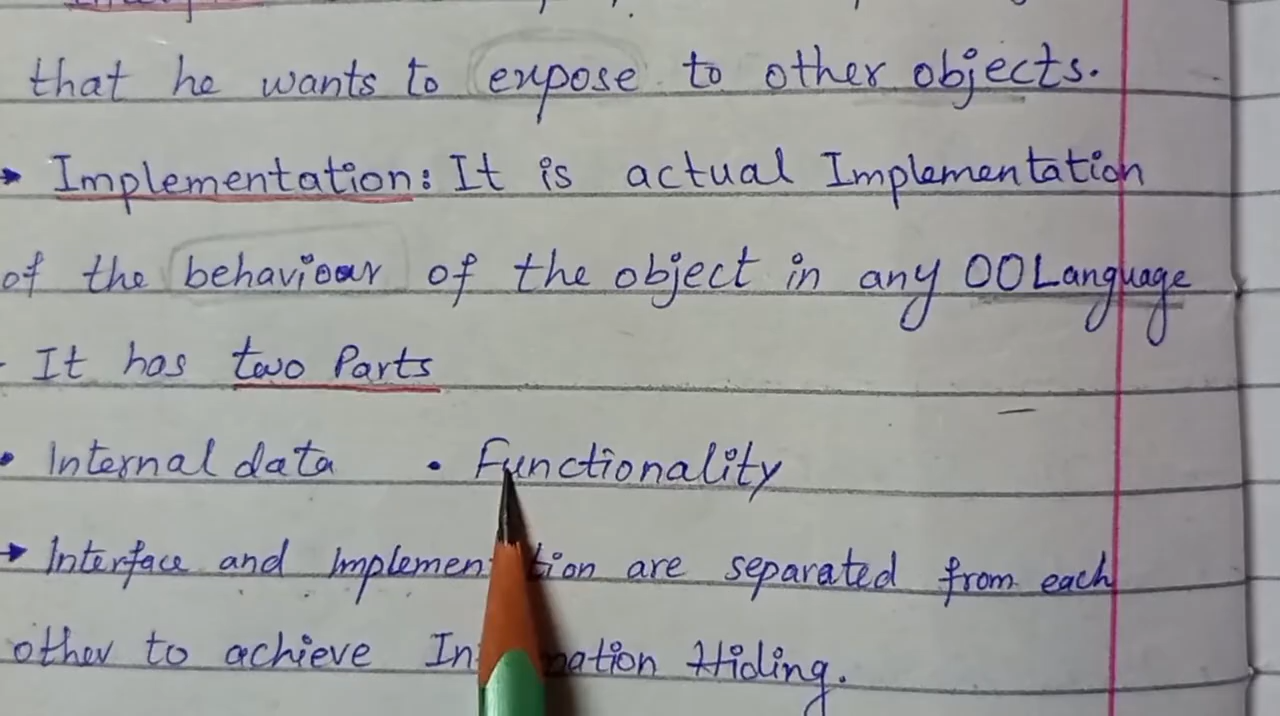 that he wants to expose to other objects.
Implementation: It is actual Implementation
of the behaviour of the object in any OOLanguage
It has two Parts
• Internal data • Functionality
→ Interface and Implemen tion are separated from each
other to achieve In mation Hiding.